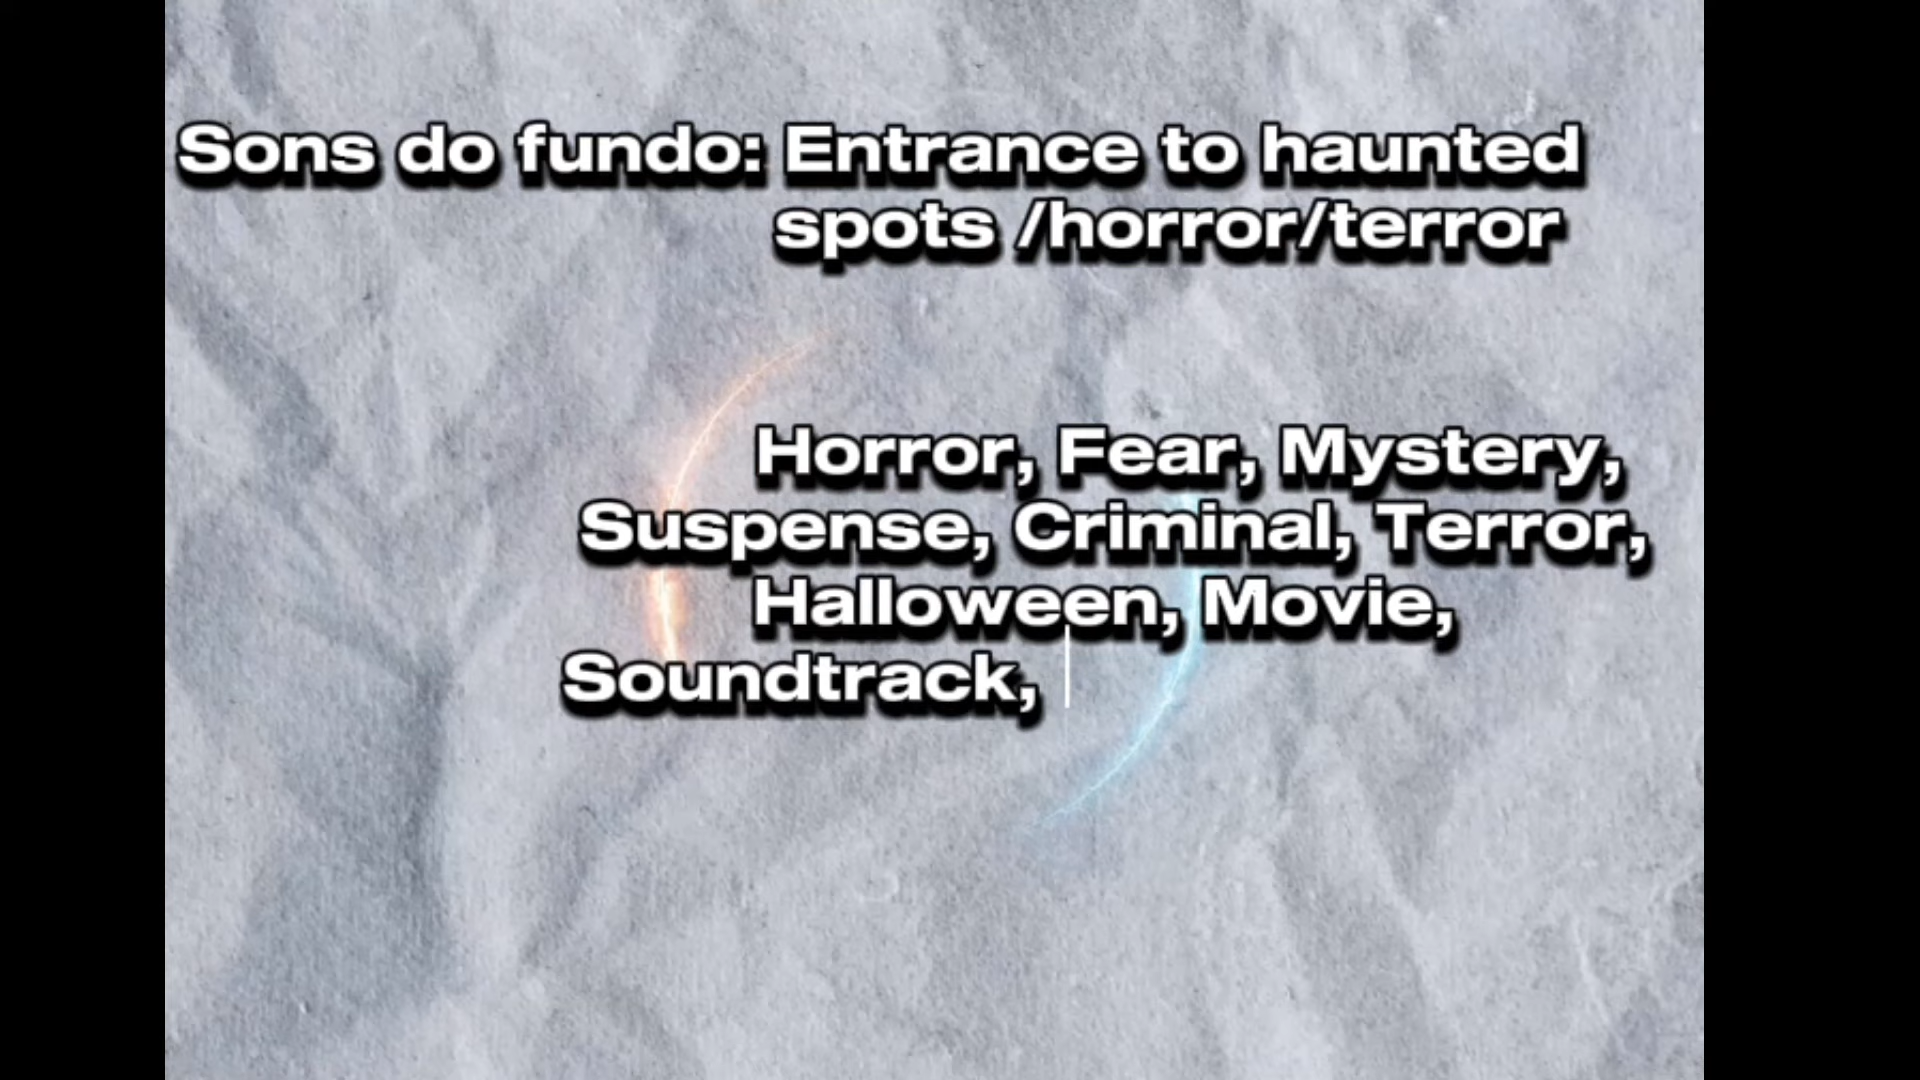 Sons do fundo: Entrance to haunted
spots /horror/terror
Horror, Fear, Mystery,
Suspense, Criminal, Terror,
Halloween, Movie,
Soundtrack,